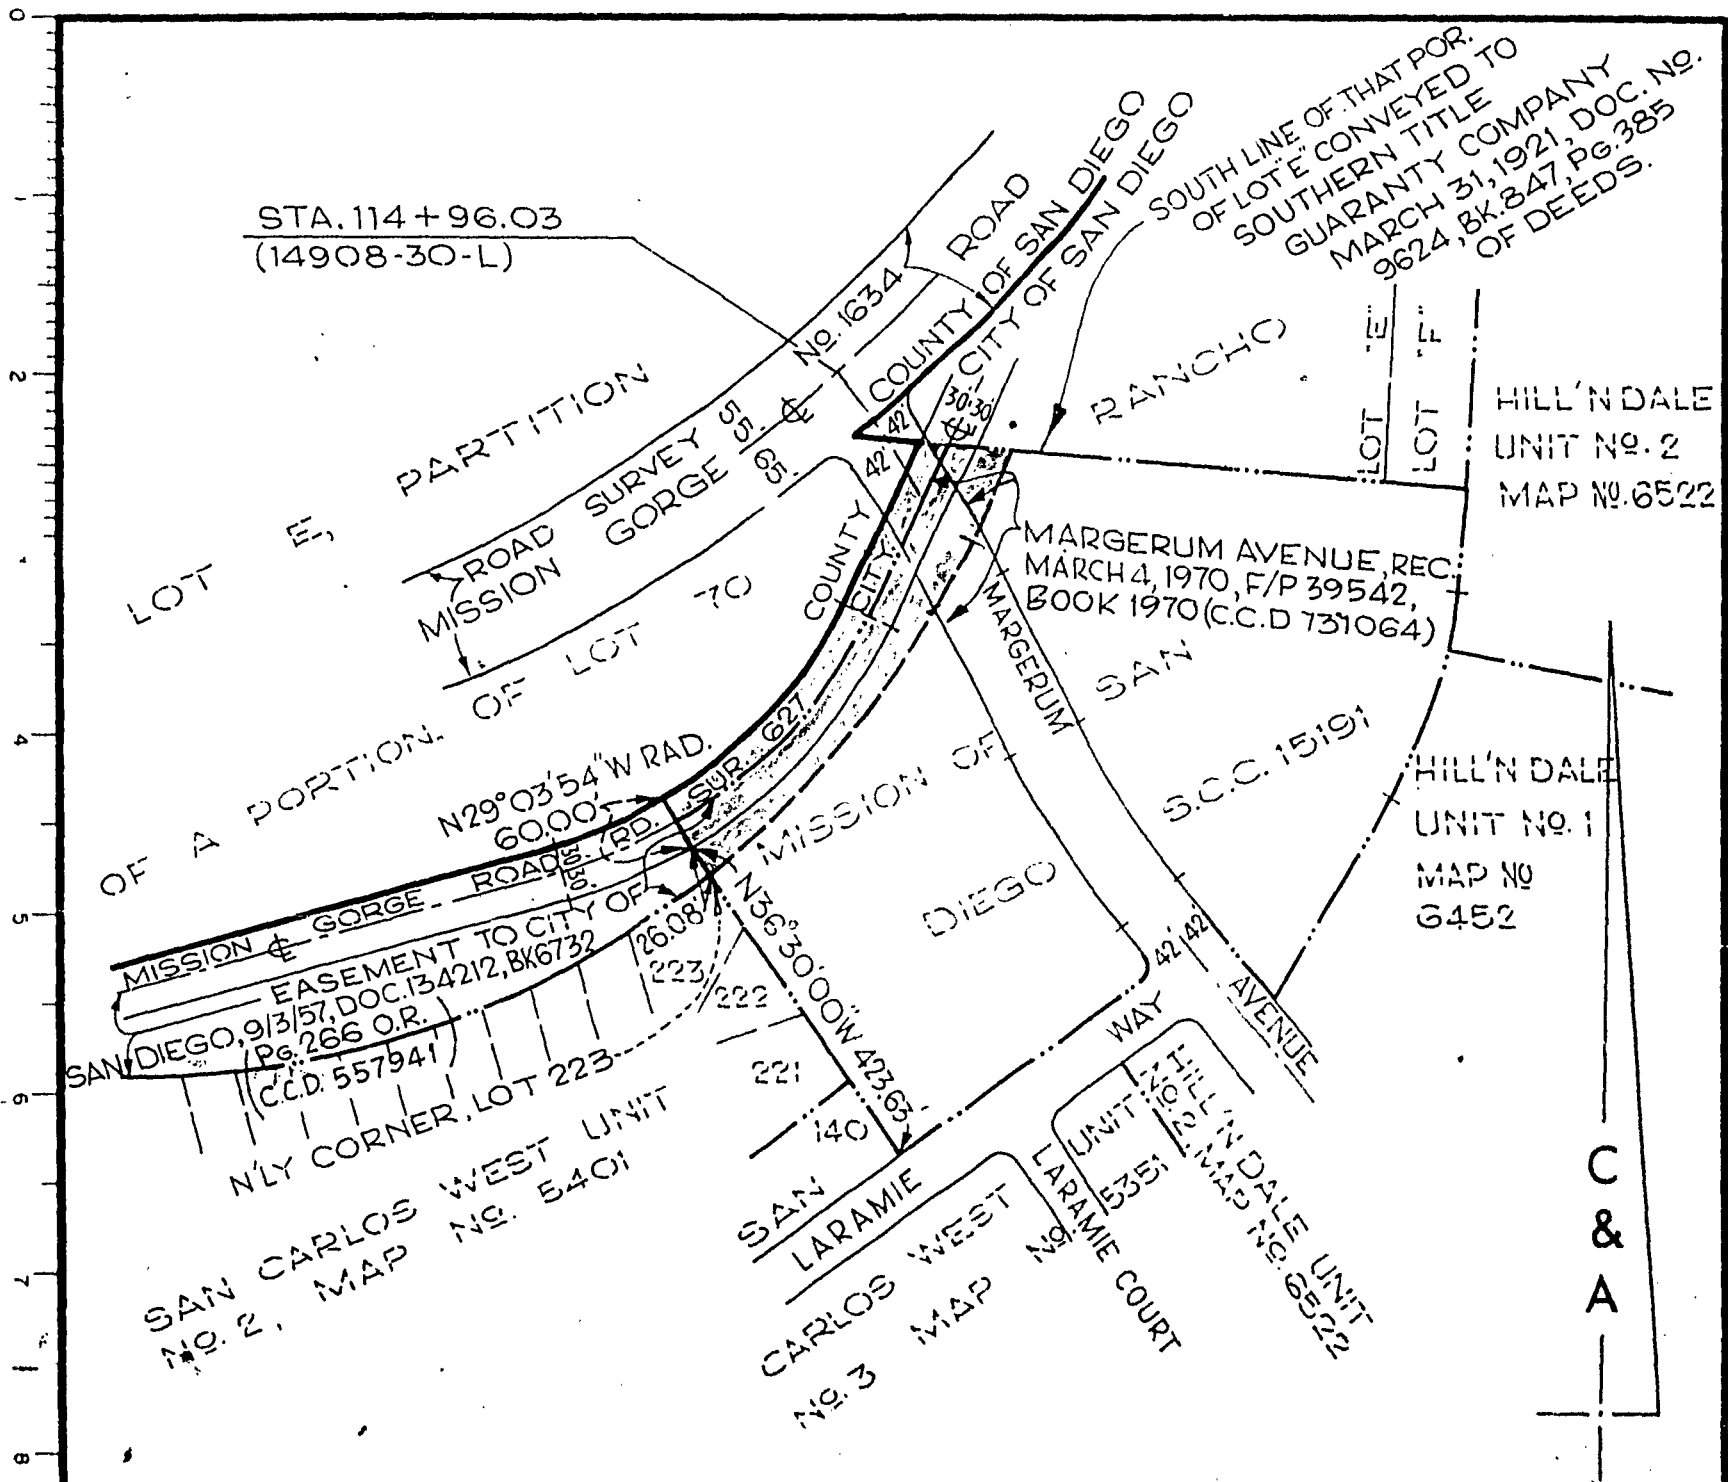 0
1
2
4
5
6
7
8
STA. 114+96.03
(14908-30-L)
SOUTH LINE OF THAT POR.
OF LOT "E" CONVEYED TO
SOUTHERN TITLE
GUARANTY COMPANY
MARCH 31, 1921, DOC. NO.
9624, BK. 847, PG. 385
OF DEEDS.
COUNTY OF SAN DIEGO
CITY OF SAN DIEGO
ROAD SURVEY NO. 1634
MISSION GORGE ROAD
55'
65'
℄
LOT E, PARTITION
OF A PORTION OF LOT 70
RANCHO
MISSION OF SAN
DIEGO
LOT "E"
LOT "F"
HILL'N DALE
UNIT NO. 2
MAP NO. 6522
42'
42'
30' 30'
℄
COUNTY
CITY
MARGERUM AVENUE, REC.
MARCH 4, 1970, F/P 39542,
BOOK 1970 (C.C.D 731064)
MARGERUM
AVENUE
42' 42'
S.C.C. 15191
HILL'N DALE
UNIT NO. 1
MAP NO
6452
N29°03'54"W RAD.
60.00'
(RD. SUR. 627
30' 30'
MISSION ℄ GORGE ROAD
EASEMENT TO CITY OF
SAN DIEGO, 9/3/57, DOC. 134212, BK6732
(PG. 266 O.R.
C.C.D. 557941)
26.08'
N36°30'00"W 423.63'
223
222
221
140
N'LY CORNER, LOT 223
SAN CARLOS WEST UNIT
NO. 2, MAP NO. 5401
LARAMIE WAY
LARAMIE COURT
SAN
CARLOS WEST UNIT
NO. 3 MAP NO. 5351
HILL'N DALE UNIT
NO. 2, MAP NO. 6522
C
&
A